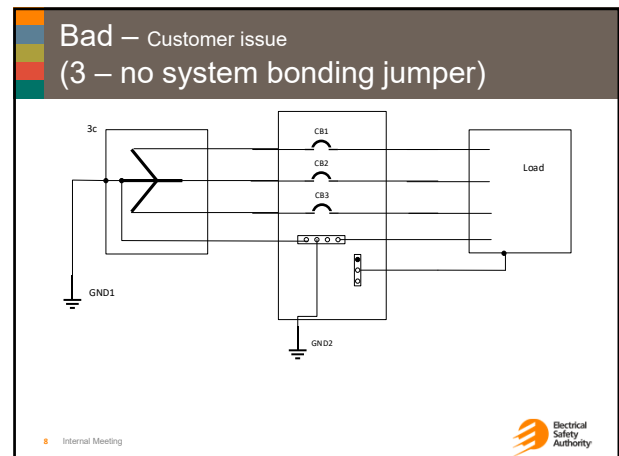 Bad – Customer issue
(3 – no system bonding jumper)
3c
CB1
CB2
CB3
Load
GND1
GND2
8 Internal Meeting
Electrical
Safety
Authority